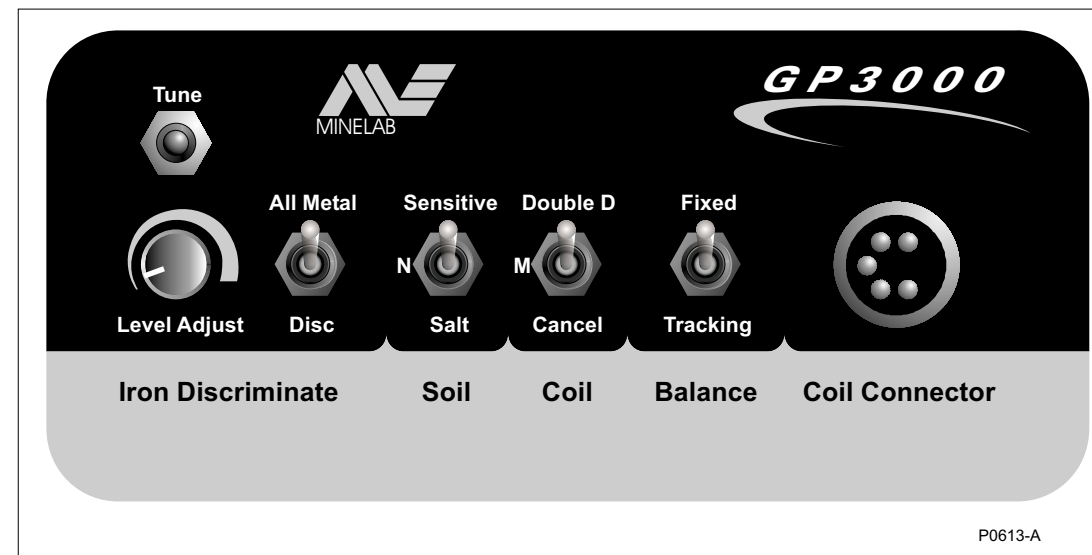 Tune
MINELAB
GP3000
All Metal
Sensitive
Double D
Fixed
N
M
Level Adjust
Disc
Salt
Cancel
Tracking
Iron Discriminate
Soil
Coil
Balance
Coil Connector
P0613-A